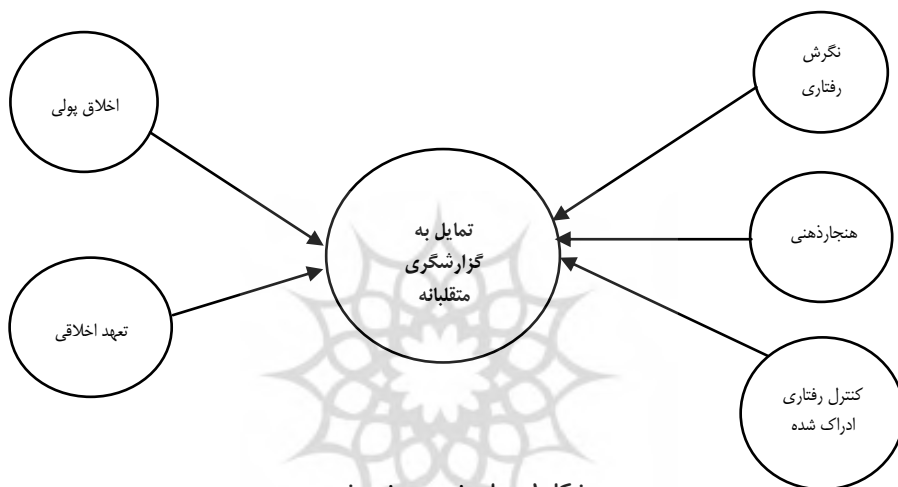 نگرش
رفتاری
اخلاق پولی
تمایل به
گزارشگری
متقلبانه
هنجارذهنی
تعهد اخلاقی
کنترل رفتاری
ادراک شده